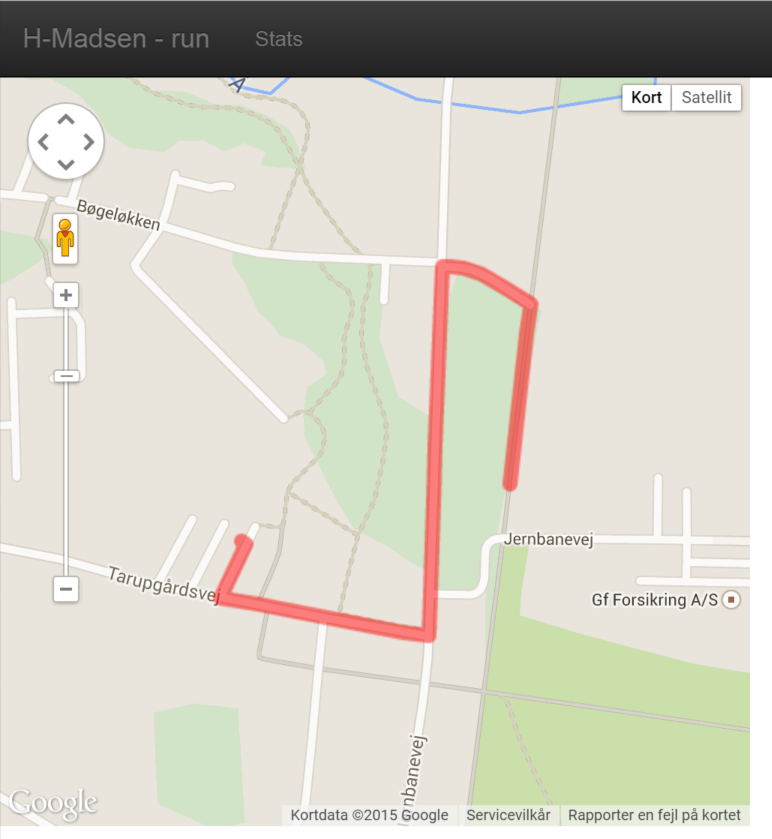 H-Madsen - run
Stats
A
Kort
Satellit
Bøgeløkken
Jernbanevej
Tarupgårdsvej
Gf Forsikring A/S
rnbanevej
Google
Kortdata ©2015 Google
Servicevilkår
Rapporter en fejl på kortet